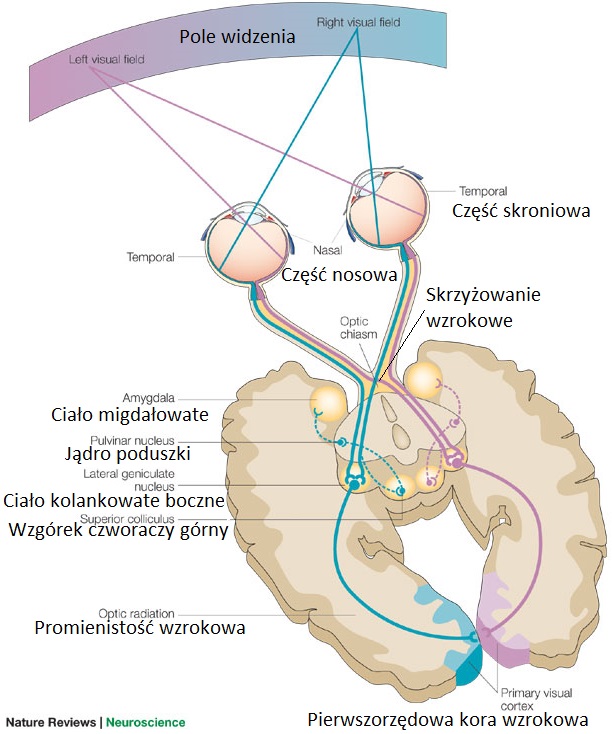 Right visual field
Pole widzenia
Left visual field
Temporal
Część skroniowa
Nasal
Temporal
Część nosowa
Skrzyżowanie
wzrokowe
Optic
chiasm
Amygdala
Ciało migdałowate
Pulvinar nucleus
Jądro poduszki
Lateral geniculate
nucleus
Ciało kolankowate boczne
Superior colliculus
Wzgórek czworaczy górny
Optic radiation
Promienistość wzrokowa
Primary visual
cortex
Pierwszorzędowa kora wzrokowa
Nature Reviews | Neuroscience